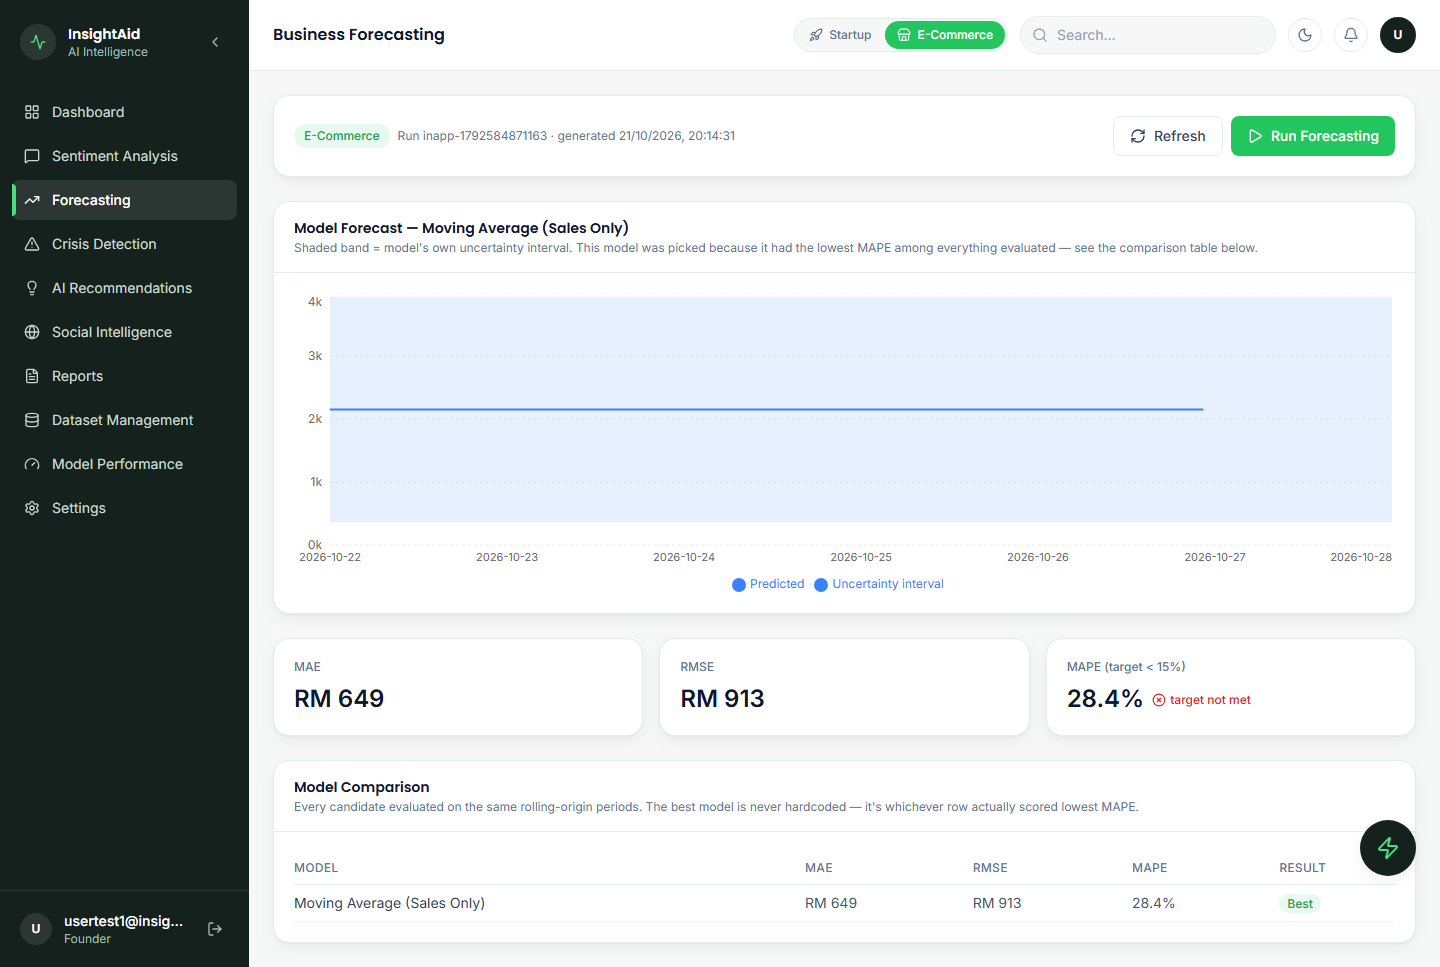 InsightAid
AI Intelligence
Dashboard
Sentiment Analysis
Forecasting
Crisis Detection
AI Recommendations
Social Intelligence
Reports
Dataset Management
Model Performance
Settings
U
usertest1@insig...
Founder
Business Forecasting
Startup
E-Commerce
Search...
U
E-Commerce
Run inapp-1792584871163 · generated 21/10/2026, 20:14:31
Refresh
Run Forecasting
Model Forecast — Moving Average (Sales Only)
Shaded band = model's own uncertainty interval. This model was picked because it had the lowest MAPE among everything evaluated — see the comparison table below.
4k
3k
2k
1k
0k
2026-10-22 2026-10-23 2026-10-24 2026-10-25 2026-10-26 2026-10-27 2026-10-28
Predicted Uncertainty interval
MAE
RM 649
RMSE
RM 913
MAPE (target < 15%)
28.4% target not met
Model Comparison
Every candidate evaluated on the same rolling-origin periods. The best model is never hardcoded — it's whichever row actually scored lowest MAPE.
MODEL MAE RMSE MAPE RESULT
Moving Average (Sales Only) RM 649 RM 913 28.4% Best